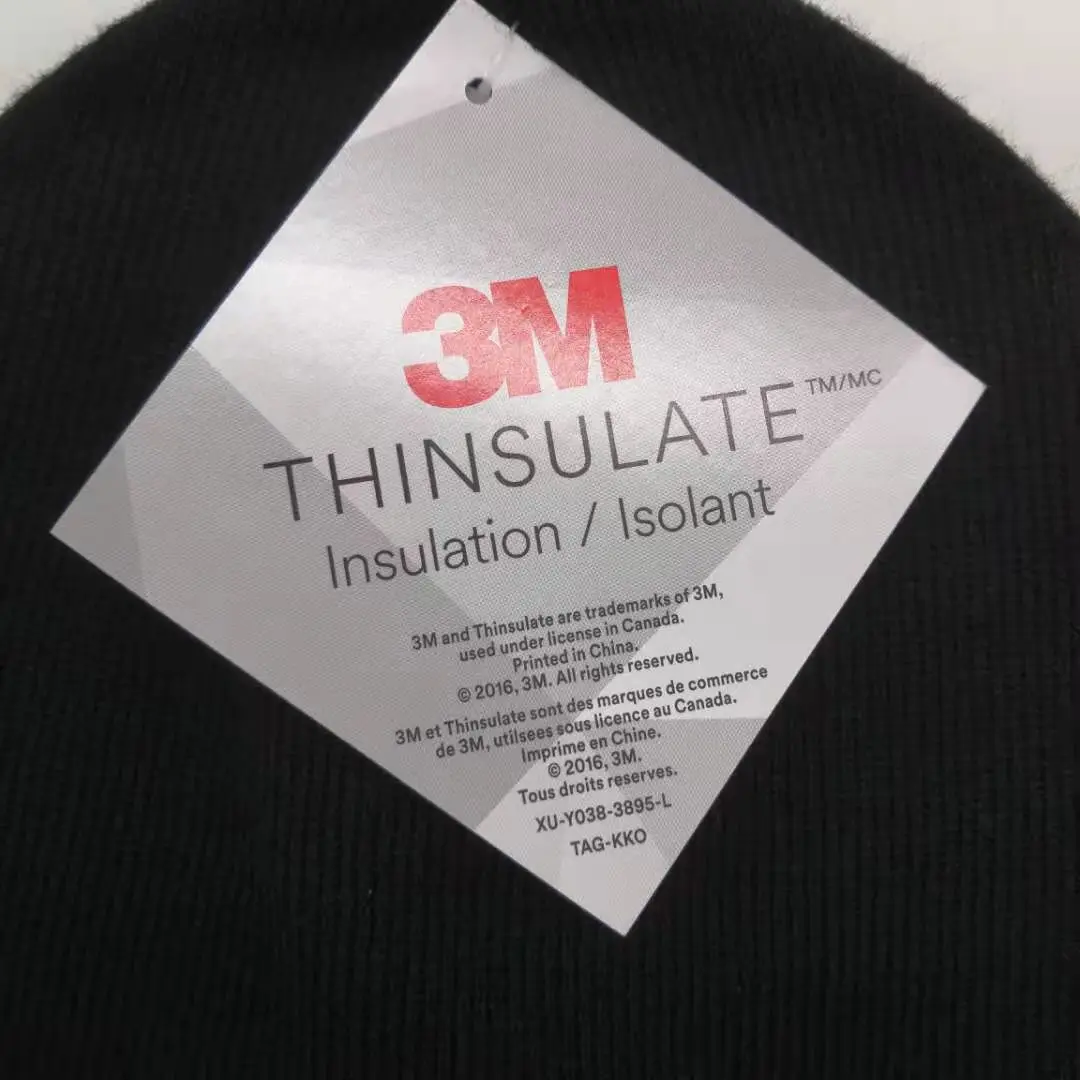 3M
THINSULATE TM/MC
Insulation / Isolant
3M and Thinsulate are trademarks of 3M,
used under license in Canada.
Printed in China.
© 2016, 3M. All rights reserved.
3M et Thinsulate sont des marques de commerce
de 3M, utilsees sous licence au Canada.
Imprime en Chine.
© 2016, 3M.
Tous droits reserves.
XU-Y038-3895-L
TAG-KKO